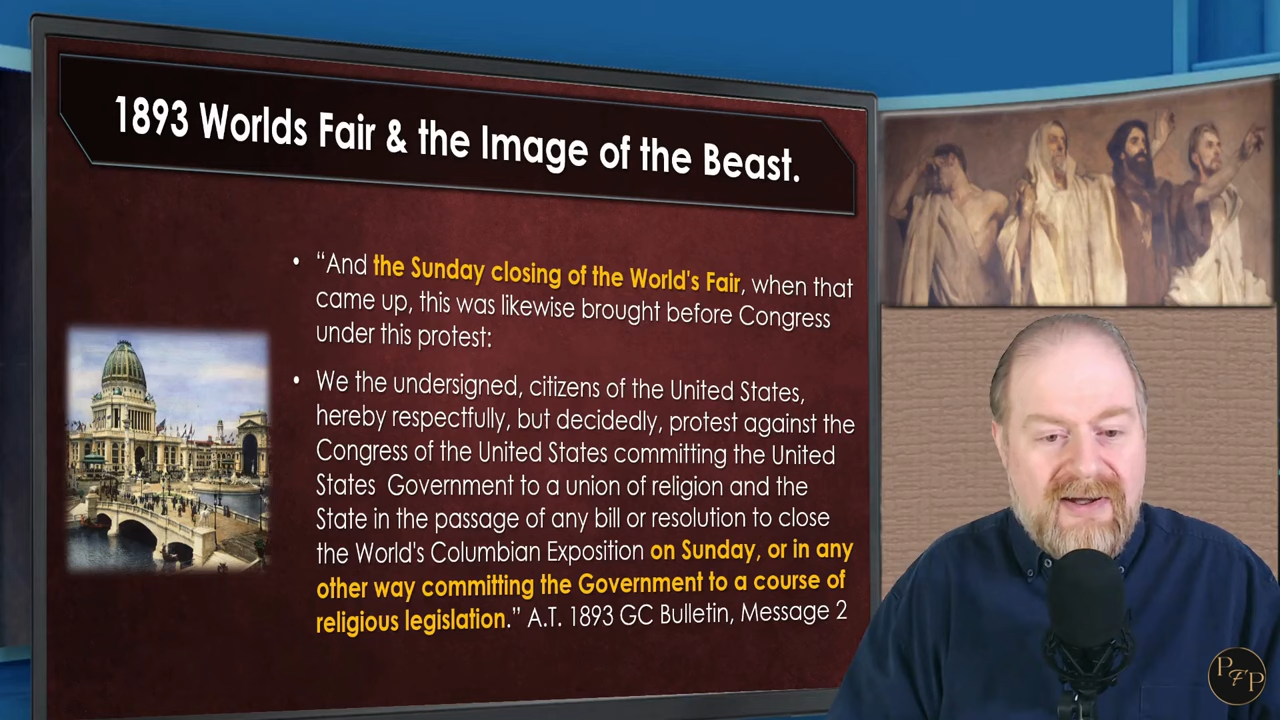 1893 Worlds Fair & the Image of the Beast.
• “And the Sunday closing of the World's Fair, when that
came up, this was likewise brought before Congress
under this protest:
• We the undersigned, citizens of the United States,
hereby respectfully, but decidedly, protest against the
Congress of the United States committing the United
States Government to a union of religion and the
State in the passage of any bill or resolution to close
the World's Columbian Exposition on Sunday, or in any
other way committing the Government to a course of
religious legislation.” A.T. 1893 GC Bulletin, Message 2
PFP